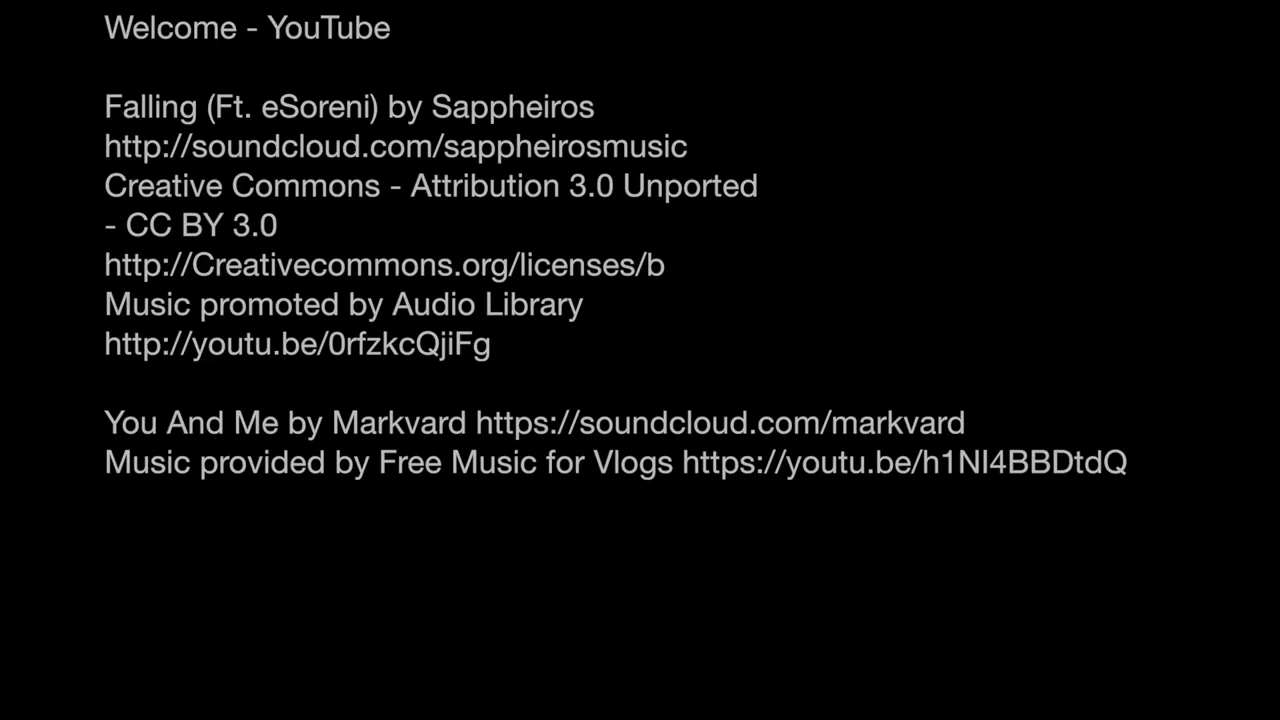 Welcome - YouTube
Falling (Ft. eSoreni) by Sappheiros
http://soundcloud.com/sappheirosmusic
Creative Commons - Attribution 3.0 Unported
- CC BY 3.0
http://Creativecommons.org/licenses/b
Music promoted by Audio Library
http://youtu.be/0rfzkcQjiFg
You And Me by Markvard https://soundcloud.com/markvard
Music provided by Free Music for Vlogs https://youtu.be/h1NI4BBDtdQ